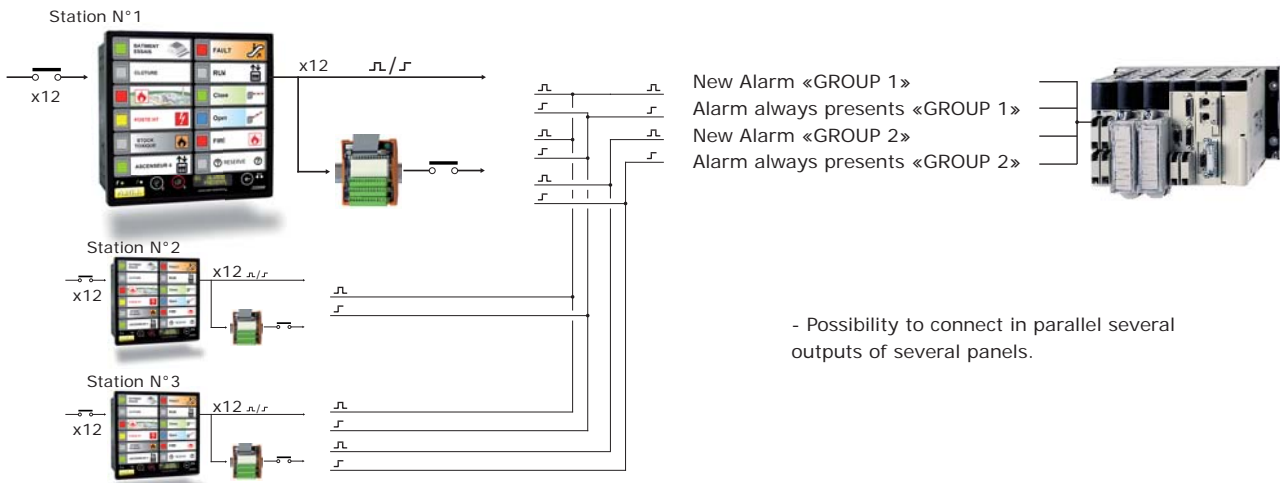 Station N°1
BATIMENT ESSAIS
FAULT
CLOTURE
RUN
Close
POSTE HT
Open
STOCK TOXIQUE
FIRE
ASCENSEUR A
RESERVE
x12
x12
New Alarm «GROUP 1»
Alarm always presents «GROUP 1»
New Alarm «GROUP 2»
Alarm always presents «GROUP 2»
Station N°2
x12
x12
- Possibility to connect in parallel several
outputs of several panels.
Station N°3
x12
x12